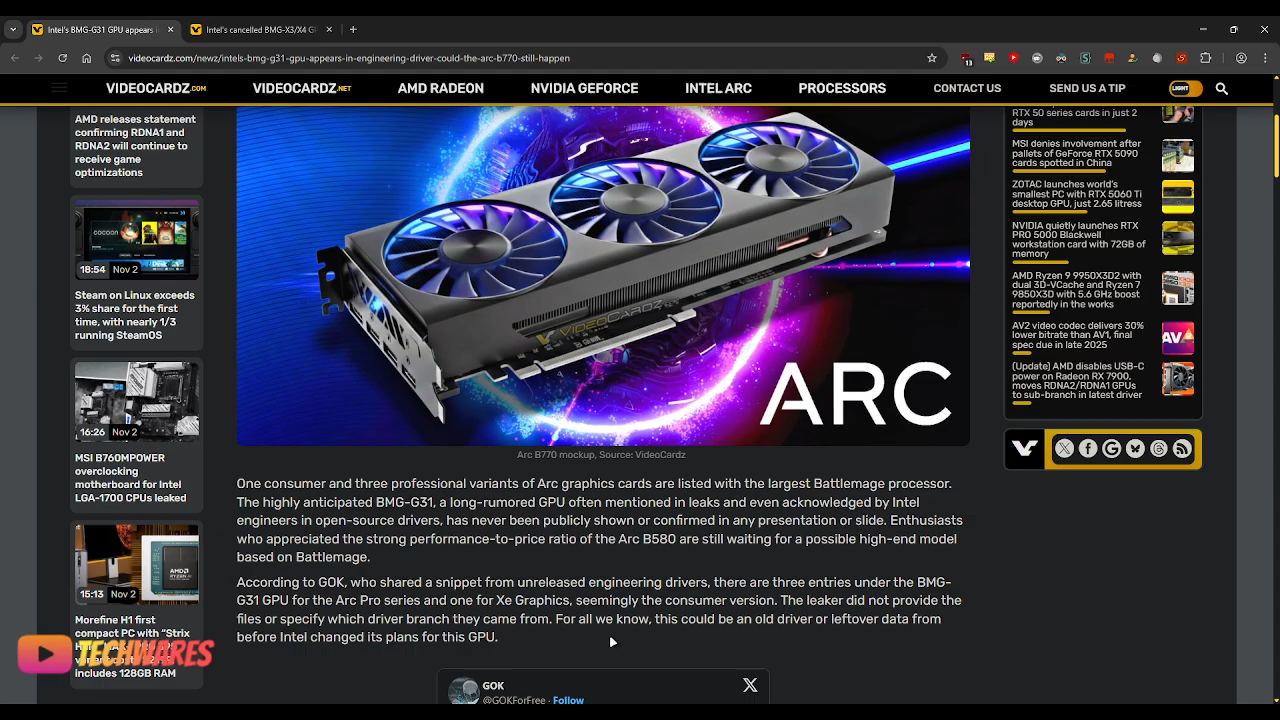 Intel's BMG-G31 GPU appears i
Intel's cancelled BMG-X3/X4 G
videocardz.com/newz/intels-bmg-g31-gpu-appears-in-engineering-driver-could-the-arc-b770-still-happen
13
VIDEOCARDZ.COM
VIDEOCARDZ.NET
AMD RADEON
NVIDIA GEFORCE
INTEL ARC
PROCESSORS
CONTACT US
SEND US A TIP
LIGHT
AMD releases statement
confirming RDNA1 and
RDNA2 will continue to
receive game
optimizations
cocoon
18:54 Nov 2
Steam on Linux exceeds
3% share for the first
time, with nearly 1/3
running SteamOS
16:26 Nov 2
MSI B760MPOWER
overclocking
motherboard for Intel
LGA-1700 CPUs leaked
AMD
15:13 Nov 2
Morefine H1 first
compact PC with “Strix
includes 128GB RAM
TECHWARES
VIDEOCARDZ
ARC
Arc B770 mockup, Source: VideoCardz
One consumer and three professional variants of Arc graphics cards are listed with the largest Battlemage processor.
The highly anticipated BMG-G31, a long-rumored GPU often mentioned in leaks and even acknowledged by Intel
engineers in open-source drivers, has never been publicly shown or confirmed in any presentation or slide. Enthusiasts
who appreciated the strong performance-to-price ratio of the Arc B580 are still waiting for a possible high-end model
based on Battlemage.
According to GOK, who shared a snippet from unreleased engineering drivers, there are three entries under the BMG-
G31 GPU for the Arc Pro series and one for Xe Graphics, seemingly the consumer version. The leaker did not provide the
files or specify which driver branch they came from. For all we know, this could be an old driver or leftover data from
before Intel changed its plans for this GPU.
GOK
@GOKForFree · Follow
RTX 50 series cards in just 2
days
MSI denies involvement after
pallets of GeForce RTX 5090
cards spotted in China
ZOTAC launches world's
smallest PC with RTX 5060 Ti
desktop GPU, just 2.65 litress
NVIDIA quietly launches RTX
PRO 5000 Blackwell
workstation card with 72GB of
memory
AMD Ryzen 9 9950X3D2 with
dual 3D-VCache and Ryzen 7
9850X3D with 5.6 GHz boost
reportedly in the works
AV2 video codec delivers 30%
lower bitrate than AV1, final
spec due in late 2025
AV
(Update) AMD disables USB-C
power on Radeon RX 7900,
moves RDNA2/RDNA1 GPUs
to sub-branch in latest driver